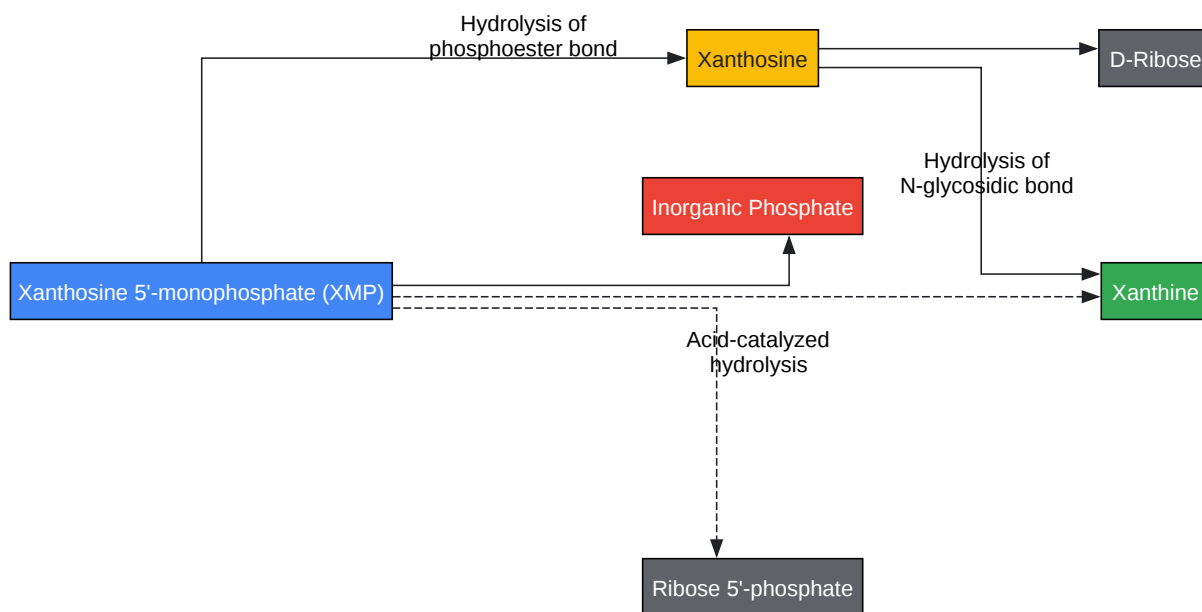 Hydrolysis of
phosphoester bond
Xanthosine
D-Ribose
Hydrolysis of
N-glycosidic bond
Inorganic Phosphate
Xanthosine 5'-monophosphate (XMP)
Xanthine
Acid-catalyzed
hydrolysis
Ribose 5'-phosphate